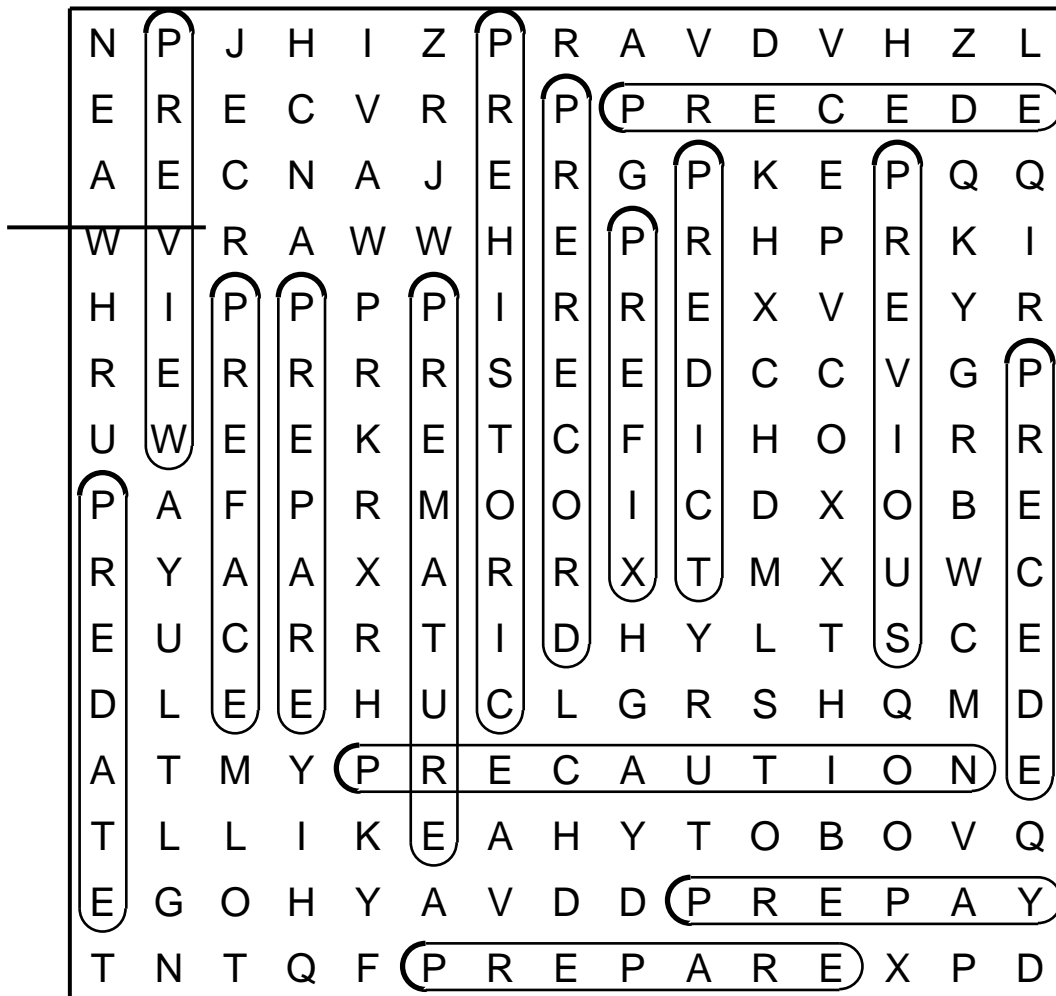 N P J H I Z P R A V D V H Z L
E R E C V R R P P R E C E D E
A E C N A J E R G P K E P Q Q
W V R A W W H E P R H P R K I
H I P P P P I R R E X V E Y R
R E R R R R S E E D C C V G P
U W E E K E T C F I H O I R R
P A F P R M O O I C D X O B E
R Y A A X A R R X T M X U W C
E U C R R T I D H Y L T S C E
D L E E H U C L G R S H Q M D
A T M Y P R E C A U T I O N E
T L L I K E A H Y T O B O V Q
E G O H Y A V D D P R E P A Y
T N T Q F P R E P A R E X P D